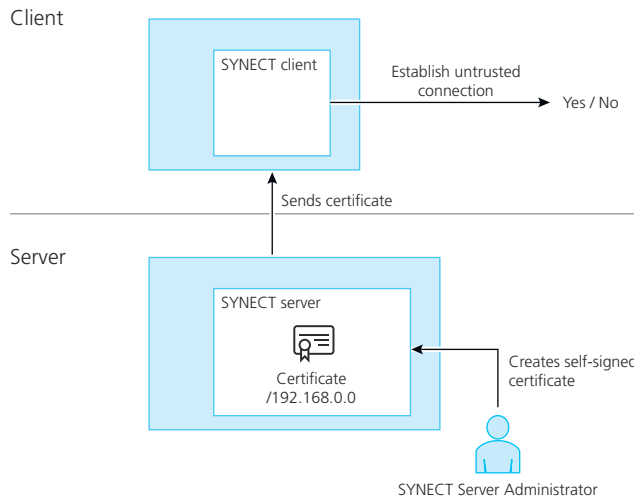 Client
SYNECT client
Establish untrusted
connection
Yes / No
Sends certificate
Server
SYNECT server
Certificate
/192.168.0.0
Creates self-signed
certificate
SYNECT Server Administrator